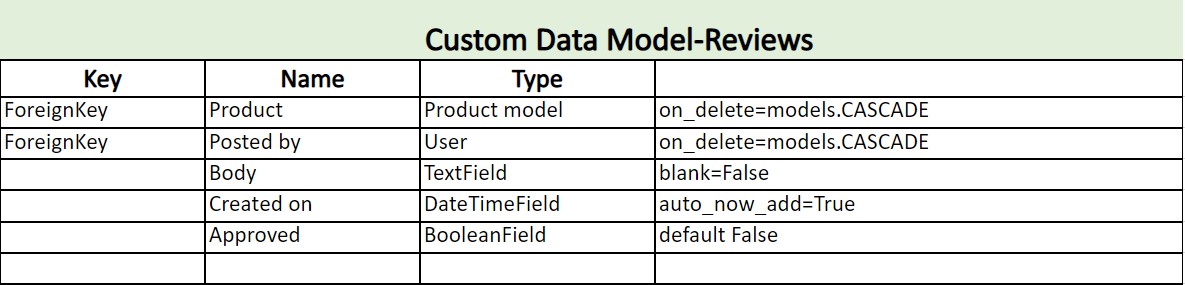 Custom Data Model-Reviews
Key Name Type
ForeignKey Product Product model on_delete=models.CASCADE
ForeignKey Posted by User on_delete=models.CASCADE
Body TextField blank=False
Created on DateTimeField auto_now_add=True
Approved BooleanField default False